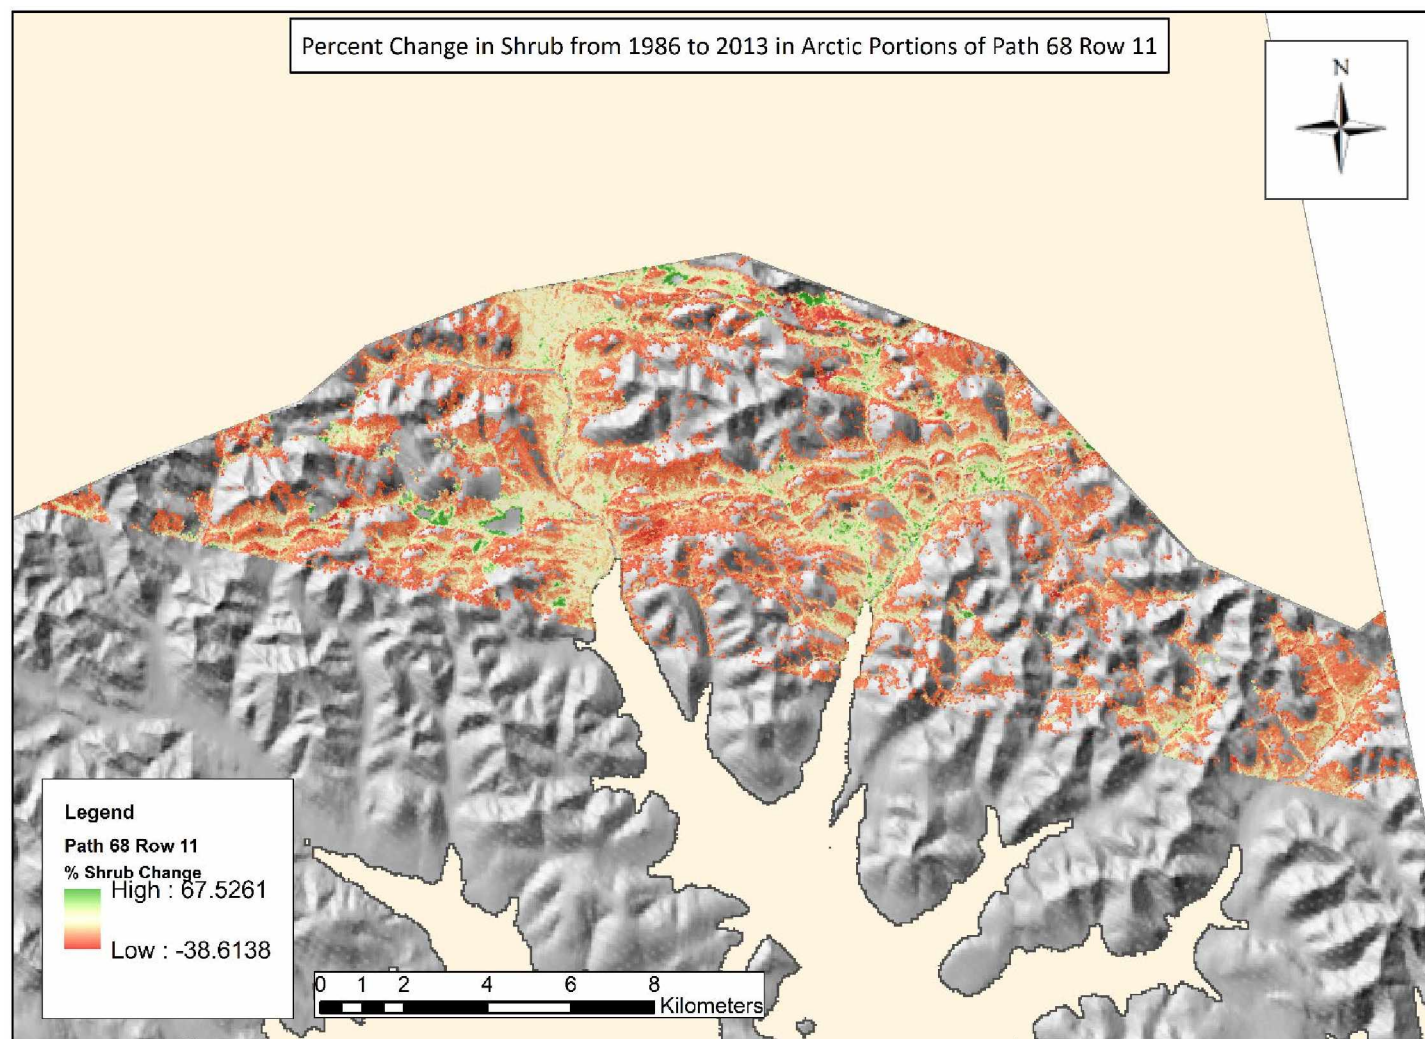 Percent Change in Shrub from 1986 to 2013 in Arctic Portions of Path 68 Row 11
N
Legend
Path 68 Row 11
% Shrub Change
High : 67.5261
Low : -38.6138
0 1 2 4 6 8
Kilometers